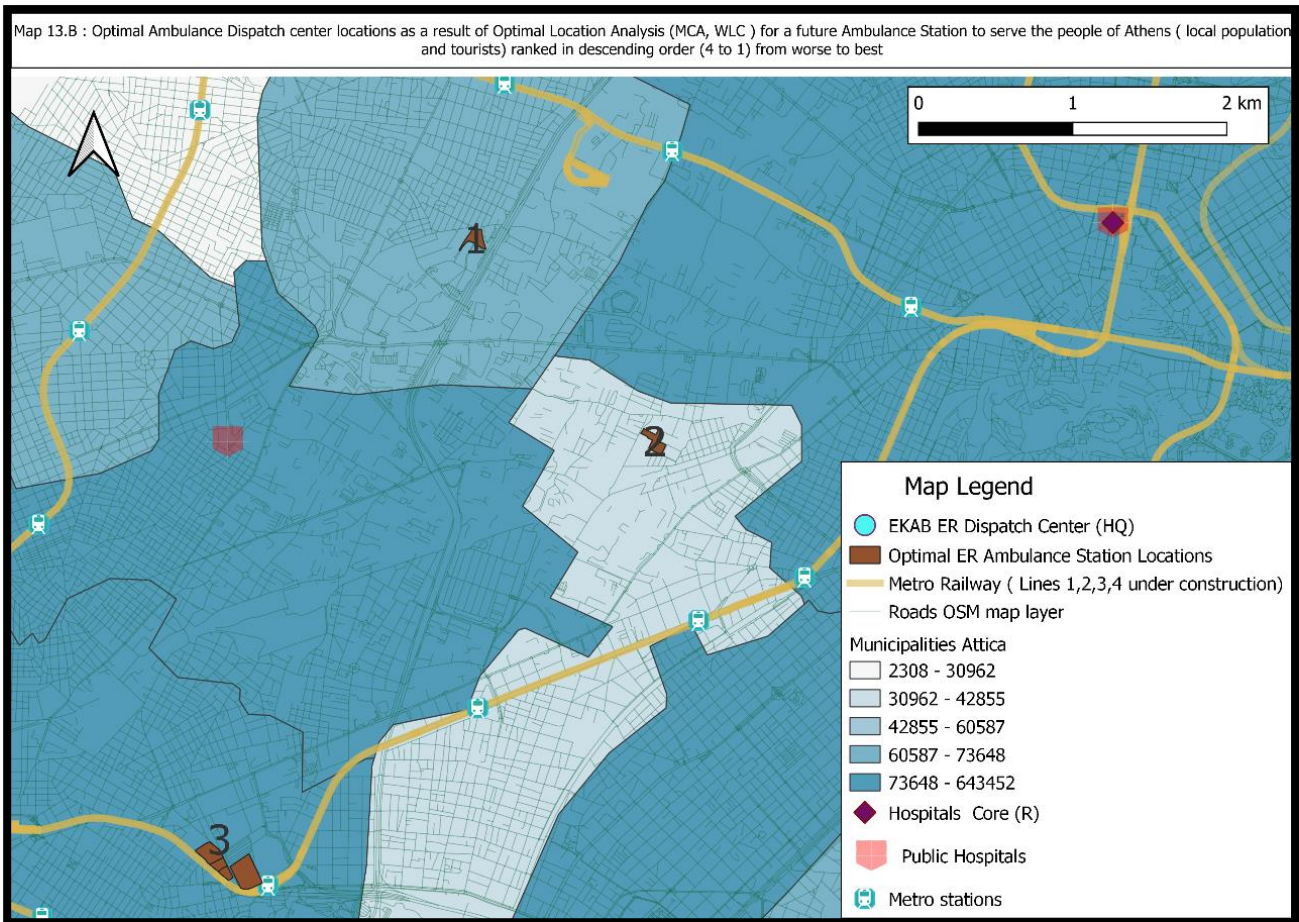 Map 13.B : Optimal Ambulance Dispatch center locations as a result of Optimal Location Analysis (MCA, WLC ) for a future Ambulance Station to serve the people of Athens ( local population
and tourists) ranked in descending order (4 to 1) from worse to best
0 1 2 km
1
2
3
Map Legend
EKAB ER Dispatch Center (HQ)
Optimal ER Ambulance Station Locations
Metro Railway ( Lines 1,2,3,4 under construction)
Roads OSM map layer
Municipalities Attica
2308 - 30962
30962 - 42855
42855 - 60587
60587 - 73648
73648 - 643452
Hospitals Core (R)
Public Hospitals
Metro stations